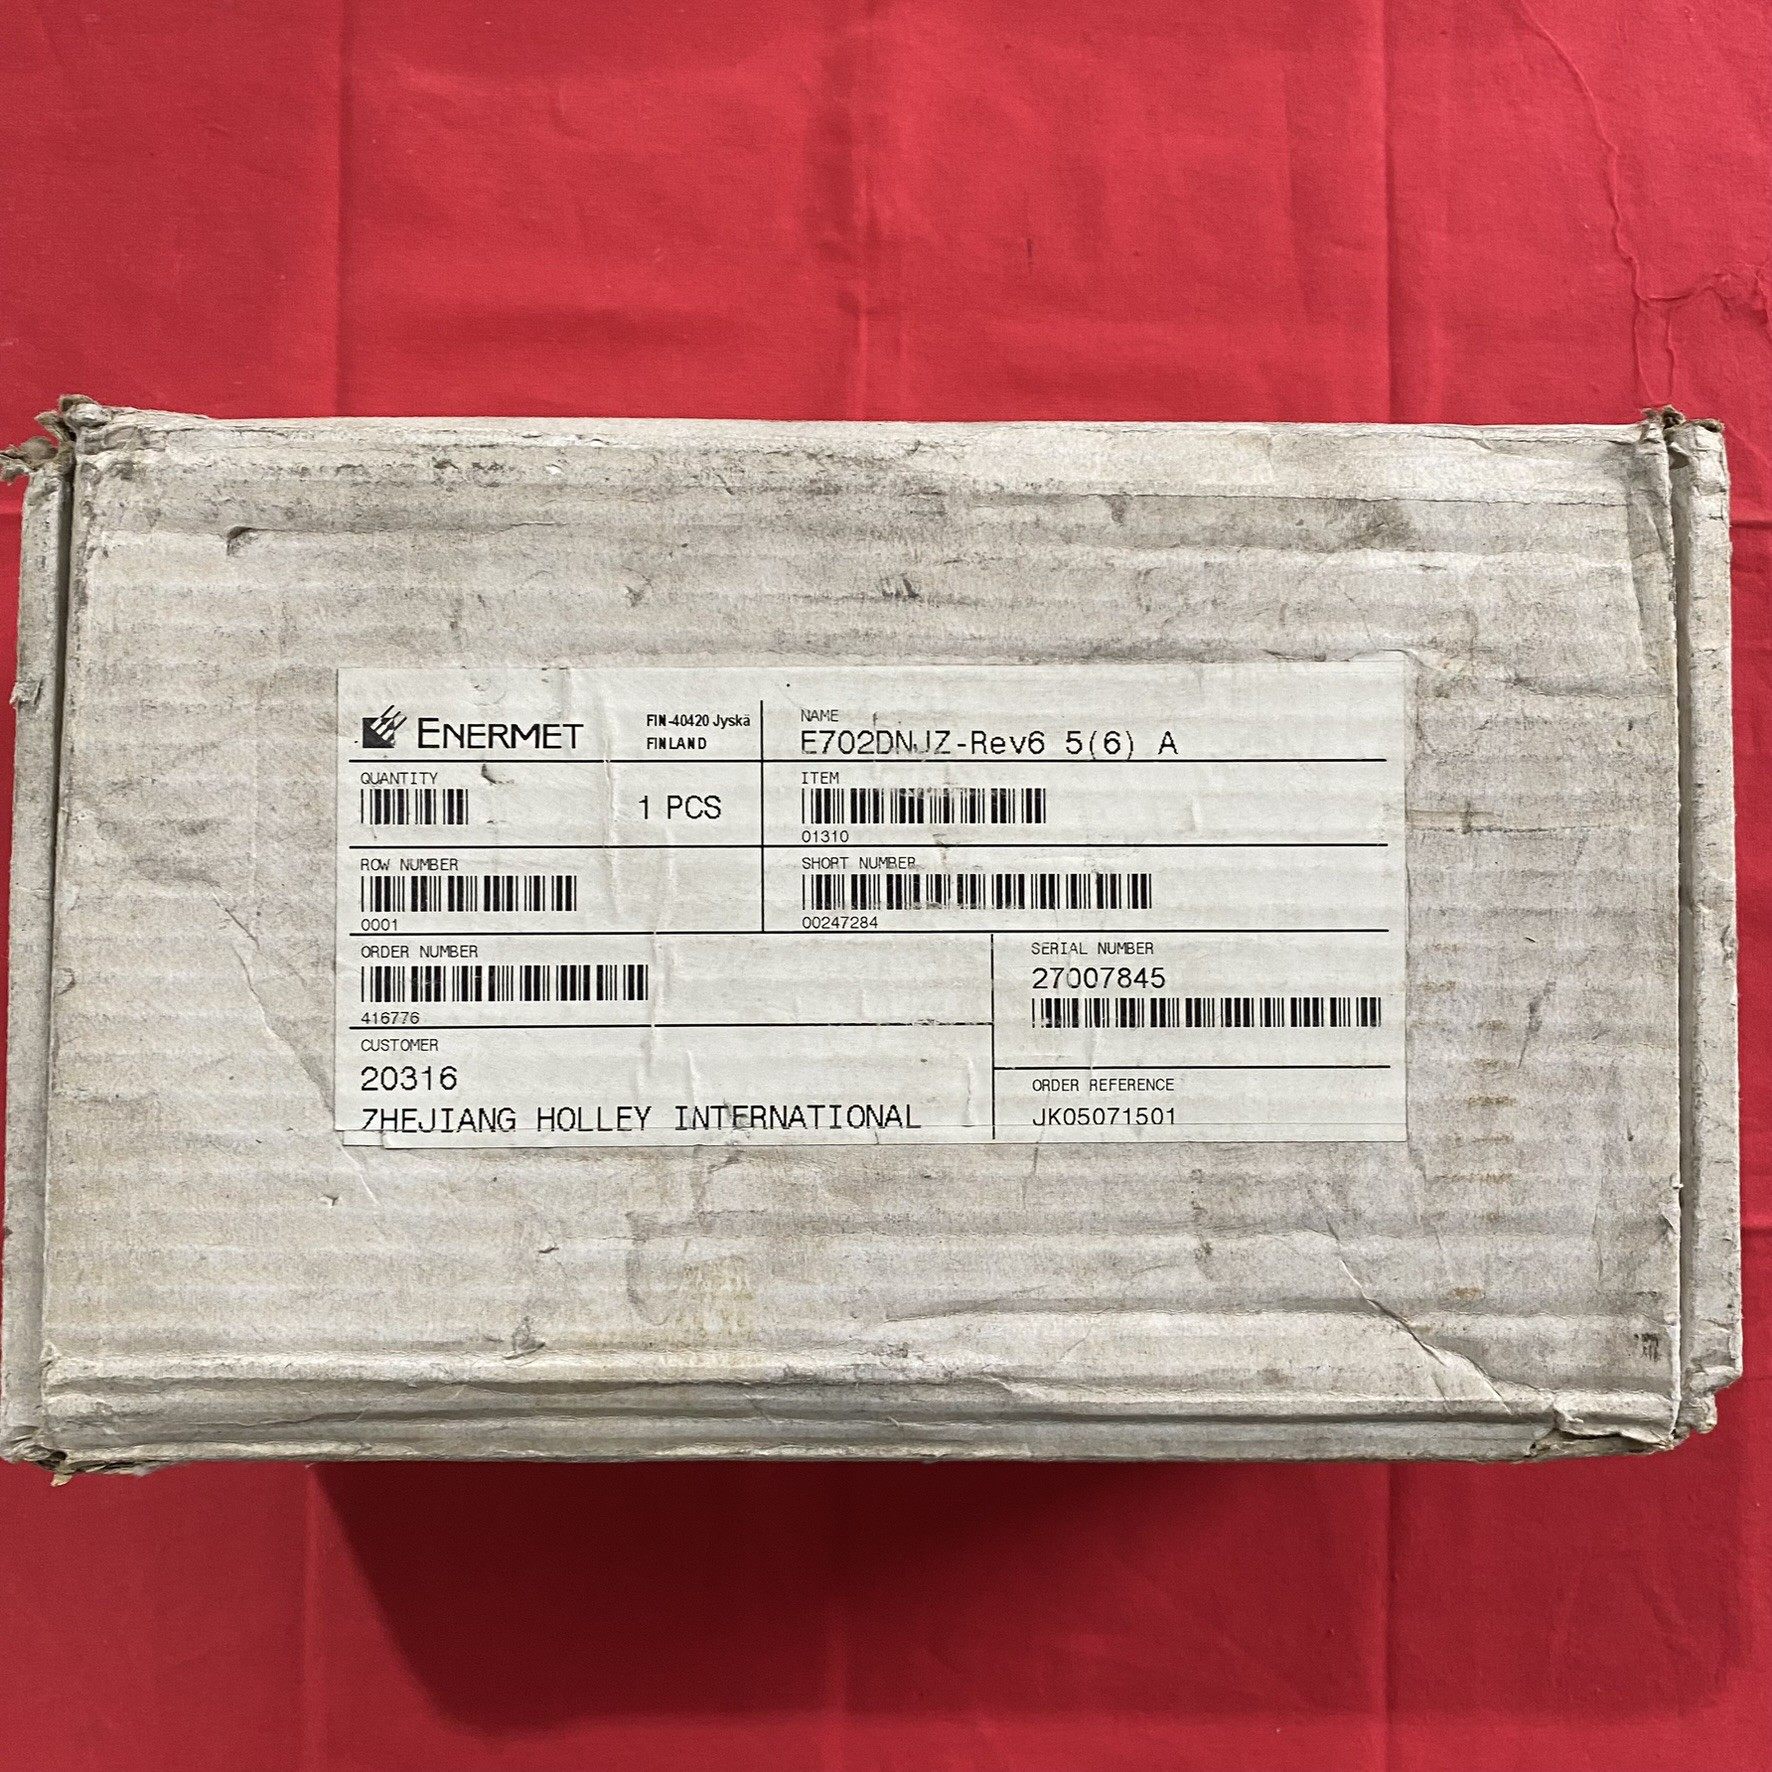 ENERMET
FIN-40420 Jyskä
FINLAND
NAME
E702DNJZ-Rev6 5(6) A
QUANTITY
1 PCS
ITEM
01310
ROW NUMBER
0001
SHORT NUMBER
00247284
ORDER NUMBER
416776
SERIAL NUMBER
27007845
CUSTOMER
20316
ZHEJIANG HOLLEY INTERNATIONAL
ORDER REFERENCE
JK05071501